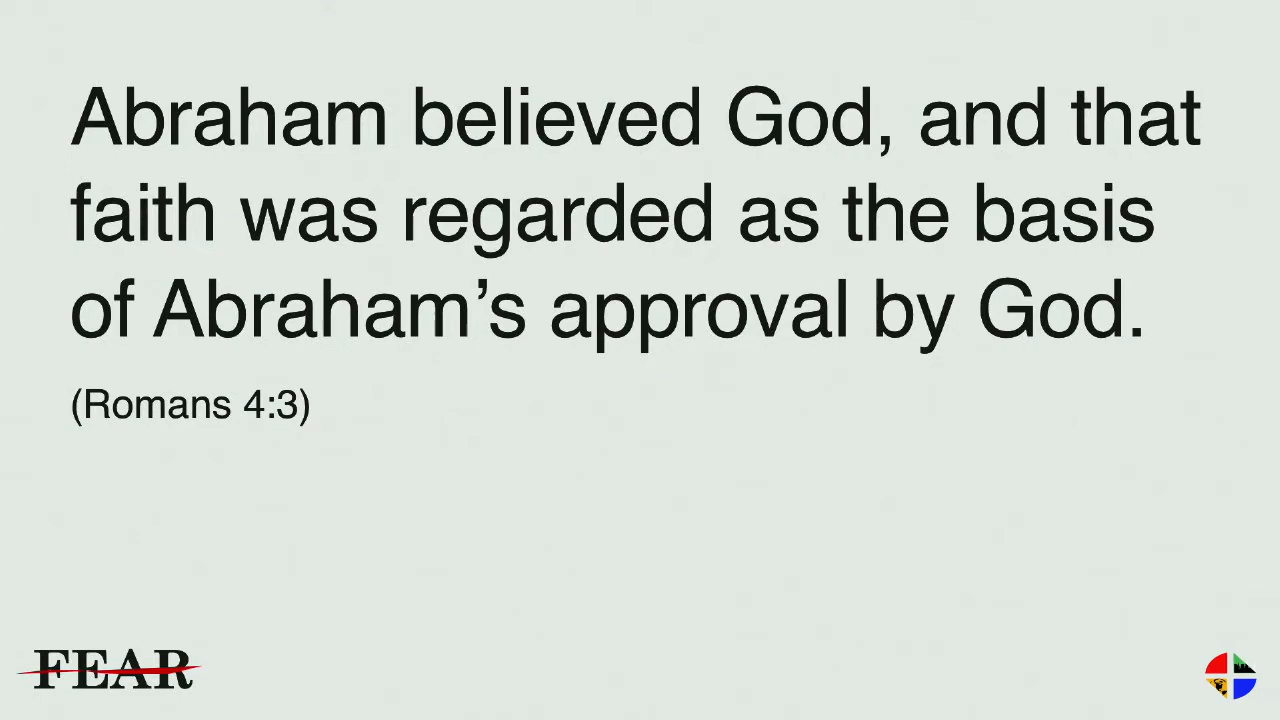 Abraham believed God, and that
faith was regarded as the basis
of Abraham’s approval by God.
(Romans 4:3)
FEAR